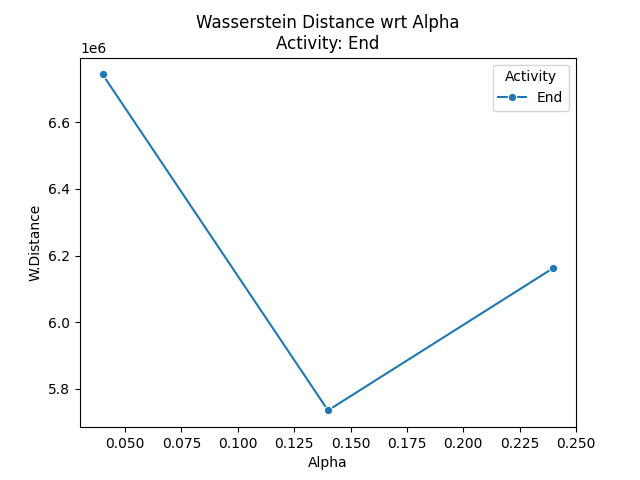 Wasserstein Distance wrt Alpha
Activity: End
1e6
Activity
End
6.6
6.4
6.2
6.0
5.8
W.Distance
0.050 0.075 0.100 0.125 0.150 0.175 0.200 0.225 0.250
Alpha